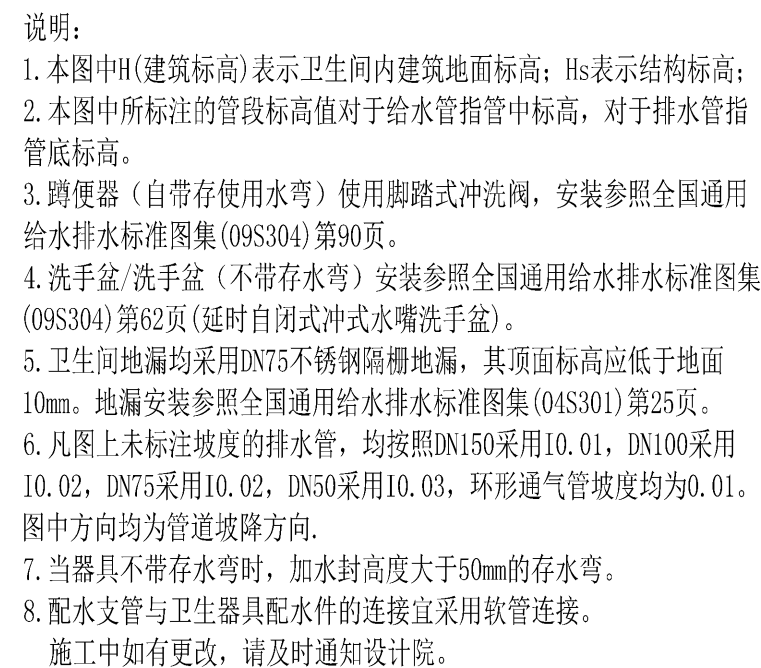 说明：
1.本图中H(建筑标高)表示卫生间内建筑地面标高；Hs表示结构标高；
2.本图中所标注的管段标高值对于给水管指管中标高，对于排水管指
管底标高。
3.蹲便器（自带存使用水弯）使用脚踏式冲洗阀，安装参照全国通用
给水排水标准图集(09S304)第90页。
4.洗手盆/洗手盆（不带存水弯）安装参照全国通用给水排水标准图集
(09S304)第62页(延时自闭式冲式水嘴洗手盆)。
5.卫生间地漏均采用DN75不锈钢隔栅地漏，其顶面标高应低于地面
10mm。地漏安装参照全国通用给水排水标准图集(04S301)第25页。
6.凡图上未标注坡度的排水管，均按照DN150采用I0.01，DN100采用
I0.02，DN75采用I0.02，DN50采用I0.03，环形通气管坡度均为0.01。
图中方向均为管道坡降方向.
7.当器具不带存水弯时，加水封高度大于50mm的存水弯。
8.配水支管与卫生器具配水件的连接宜采用软管连接。
施工中如有更改，请及时通知设计院。